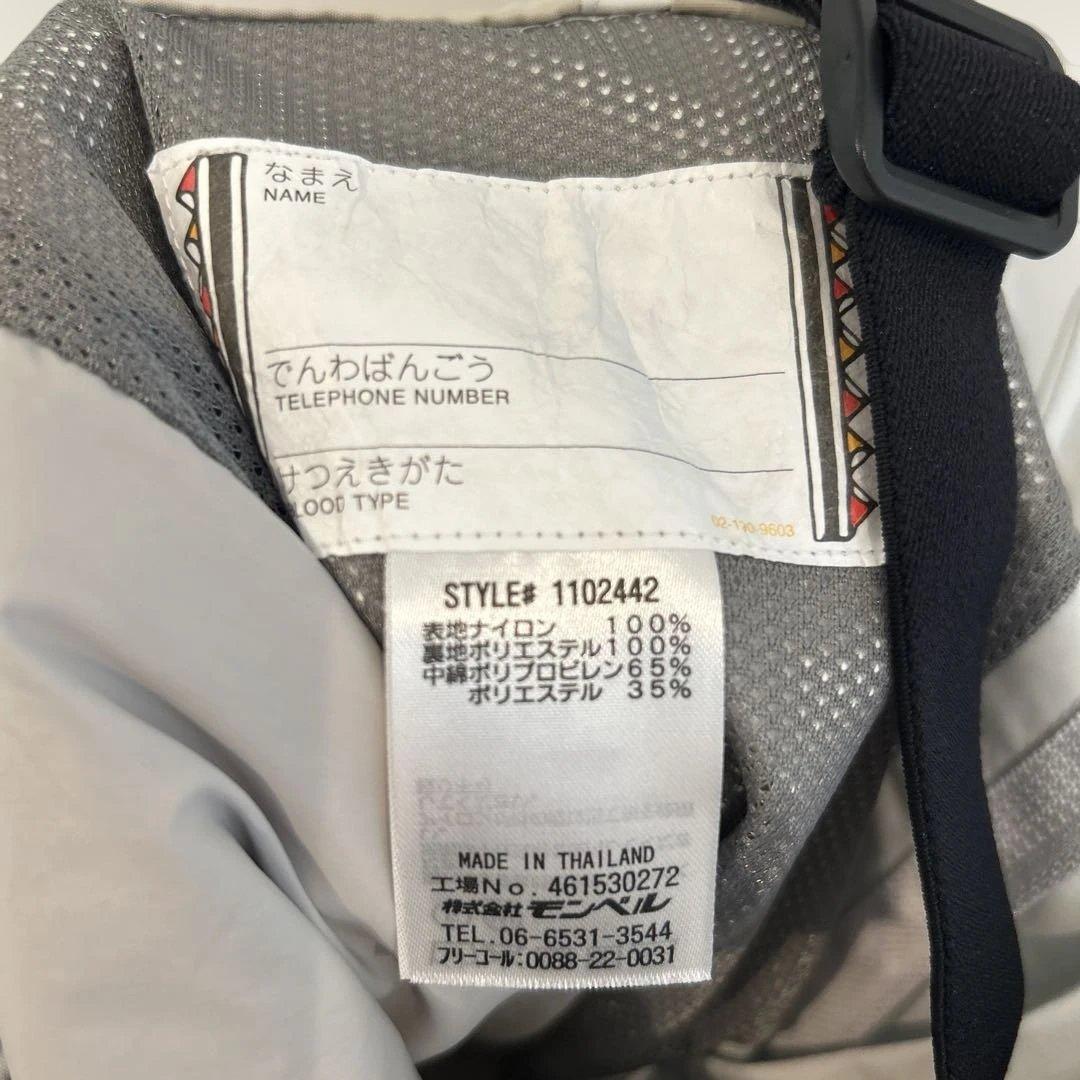 なまえ
NAME
でんわばんごう
TELEPHONE NUMBER
けつえきがた
BLOOD TYPE
02-190-9603
STYLE# 1102442
表地ナイロン 100%
裏地ポリエステル100%
中綿ポリプロピレン65%
ポリエステル 35%
MADE IN THAILAND
工場No. 461530272
株式会社モンベル
TEL.06-6531-3544
フリーコール:0088-22-0031